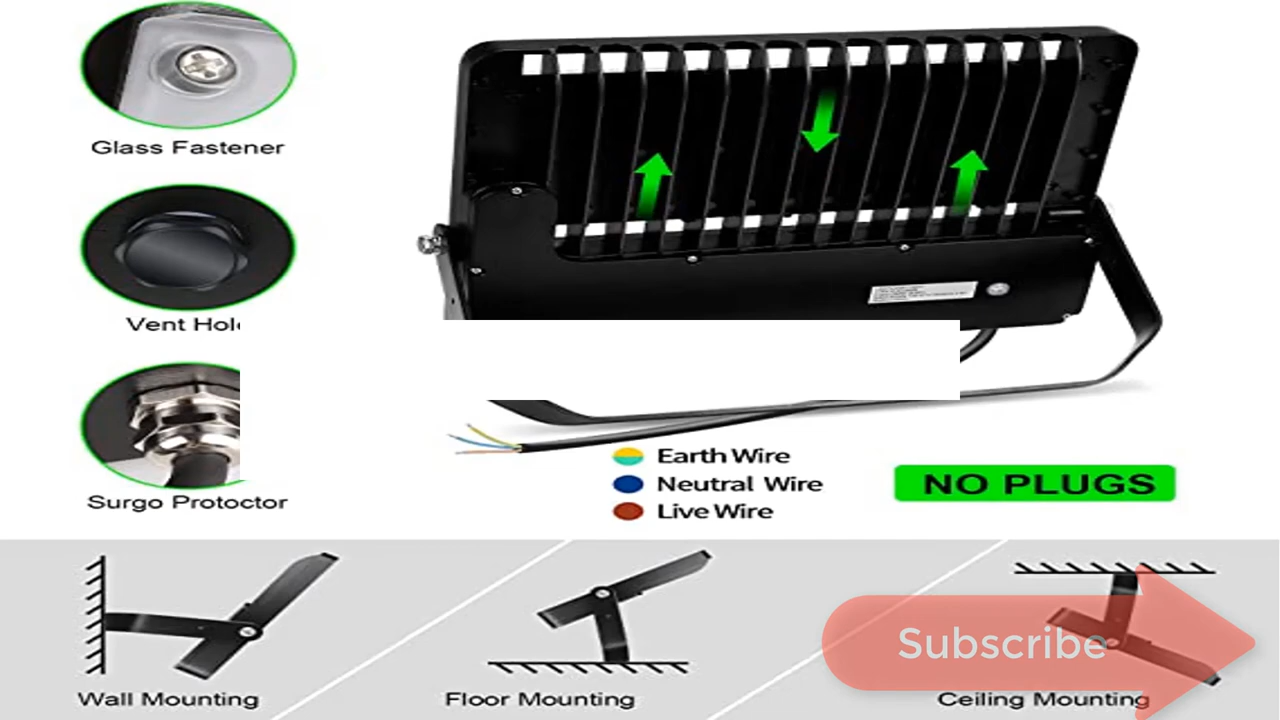 Glass Fastener
Vent Hole
Surgo Protoctor
Earth Wire
Neutral Wire
Live Wire
NO PLUGS
Wall Mounting
Floor Mounting
Ceiling Mounting
Subscribe